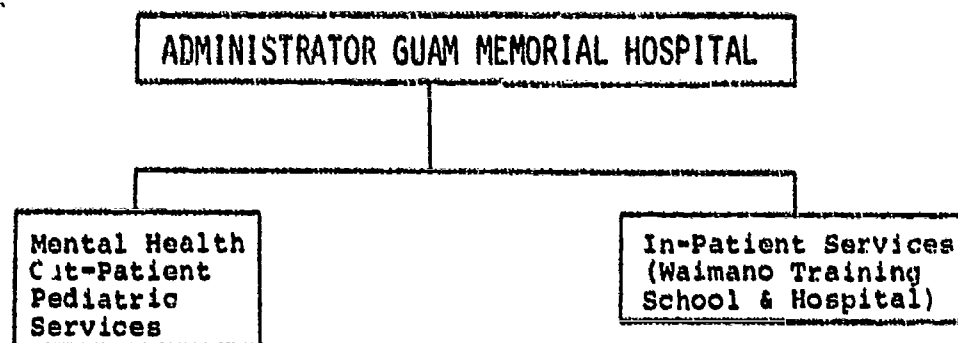 ADMINISTRATOR GUAM MEMORIAL HOSPITAL
Mental Health
Out-Patient
Pediatric
Services
In-Patient Services
(Waimano Training
School & Hospital)